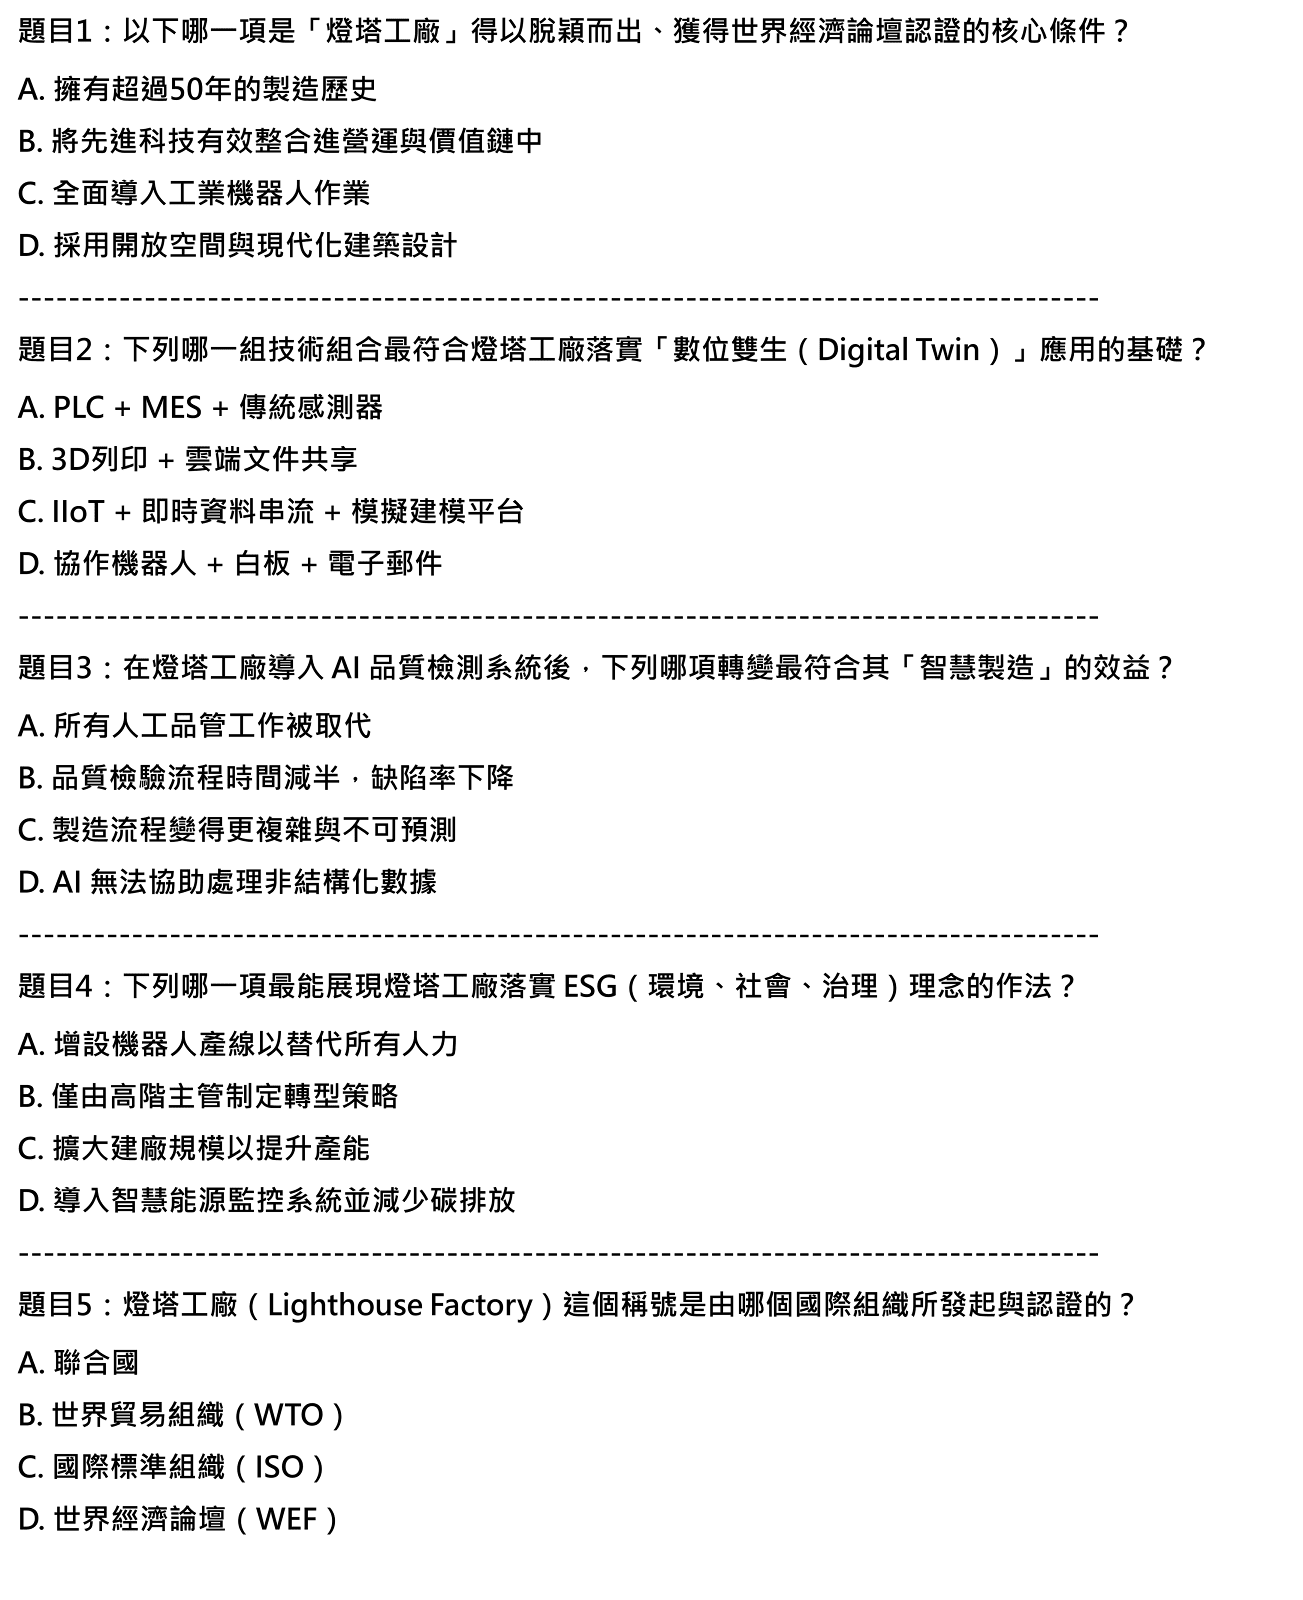 題目1：以下哪一項是「燈塔工廠」得以脫穎而出、獲得世界經濟論壇認證的核心條件？
A. 擁有超過50年的製造歷史
B. 將先進科技有效整合進營運與價值鏈中
C. 全面導入工業機器人作業
D. 採用開放空間與現代化建築設計
--------------------------------------------------------------------------------------
題目2：下列哪一組技術組合最符合燈塔工廠落實「數位雙生（Digital Twin）」應用的基礎？
A. PLC + MES + 傳統感測器
B. 3D列印 + 雲端文件共享
C. IIoT + 即時資料串流 + 模擬建模平台
D. 協作機器人 + 白板 + 電子郵件
--------------------------------------------------------------------------------------
題目3：在燈塔工廠導入 AI 品質檢測系統後，下列哪項轉變最符合其「智慧製造」的效益？
A. 所有人工品管工作被取代
B. 品質檢驗流程時間減半，缺陷率下降
C. 製造流程變得更複雜與不可預測
D. AI 無法協助處理非結構化數據
--------------------------------------------------------------------------------------
題目4：下列哪一項最能展現燈塔工廠落實 ESG（環境、社會、治理）理念的作法？
A. 增設機器人產線以替代所有人力
B. 僅由高階主管制定轉型策略
C. 擴大建廠規模以提升產能
D. 導入智慧能源監控系統並減少碳排放
--------------------------------------------------------------------------------------
題目5：燈塔工廠（Lighthouse Factory）這個稱號是由哪個國際組織所發起與認證的？
A. 聯合國
B. 世界貿易組織（WTO）
C. 國際標準組織（ISO）
D. 世界經濟論壇（WEF）